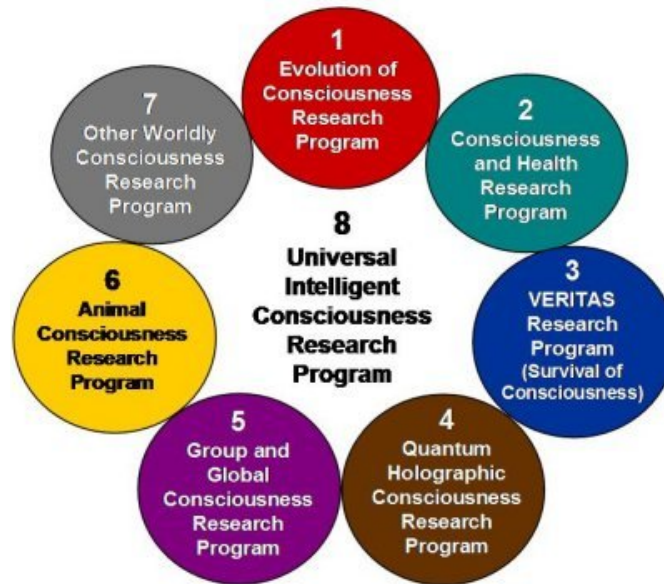 1
Evolution of
Consciousness
Research
Program
2
Consciousness
and Health
Research
Program
3
VERITAS
Research
Program
(Survival of
Consciousness)
4
Quantum
Holographic
Consciousness
Research
Program
5
Group and
Global
Consciousness
Research
Program
6
Animal
Consciousness
Research
Program
7
Other Worldly
Consciousness
Research
Program
8
Universal
Intelligent
Consciousness
Research
Program